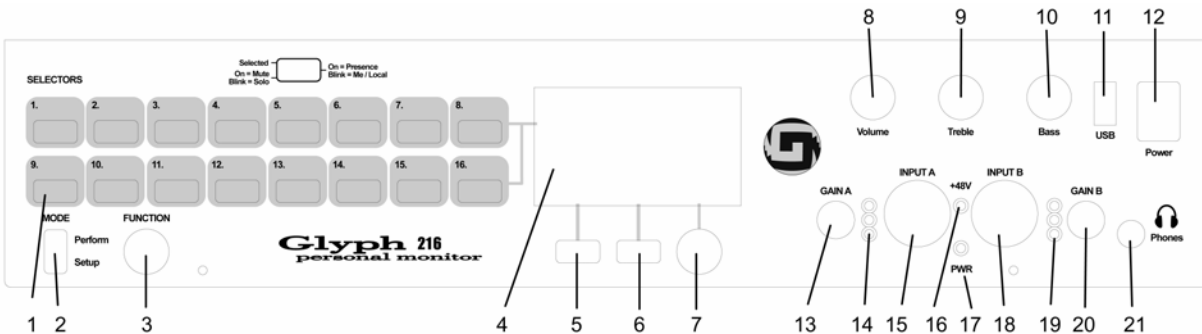 8 9 10 11 12
Selected
On = Mute
Blink = Solo
On = Presence
Blink = Me / Local
SELECTORS
1. 2. 3. 4. 5. 6. 7. 8.
9. 10. 11. 12. 13. 14. 15. 16.
Volume Treble Bass USB Power
MODE FUNCTION
Perform
Setup
Glyph 216
personal monitor
GAIN A INPUT A +48V INPUT B GAIN B
Phones
PWR
1 2 3 4 5 6 7 13 14 15 16 17 18 19 20 21